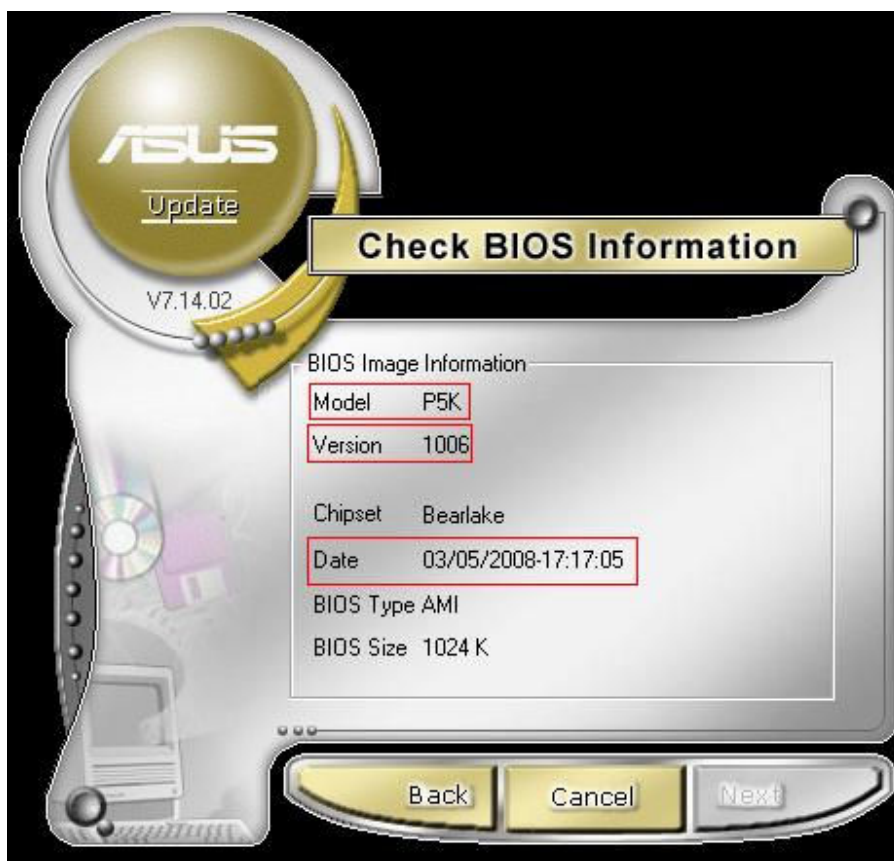 ASUS
Update
Check BIOS Information
V7.14.02
BIOS Image Information
Model P5K
Version 1006
Chipset Bearlake
Date 03/05/2008-17:17:05
BIOS Type AMI
BIOS Size 1024 K
Back Cancel Next